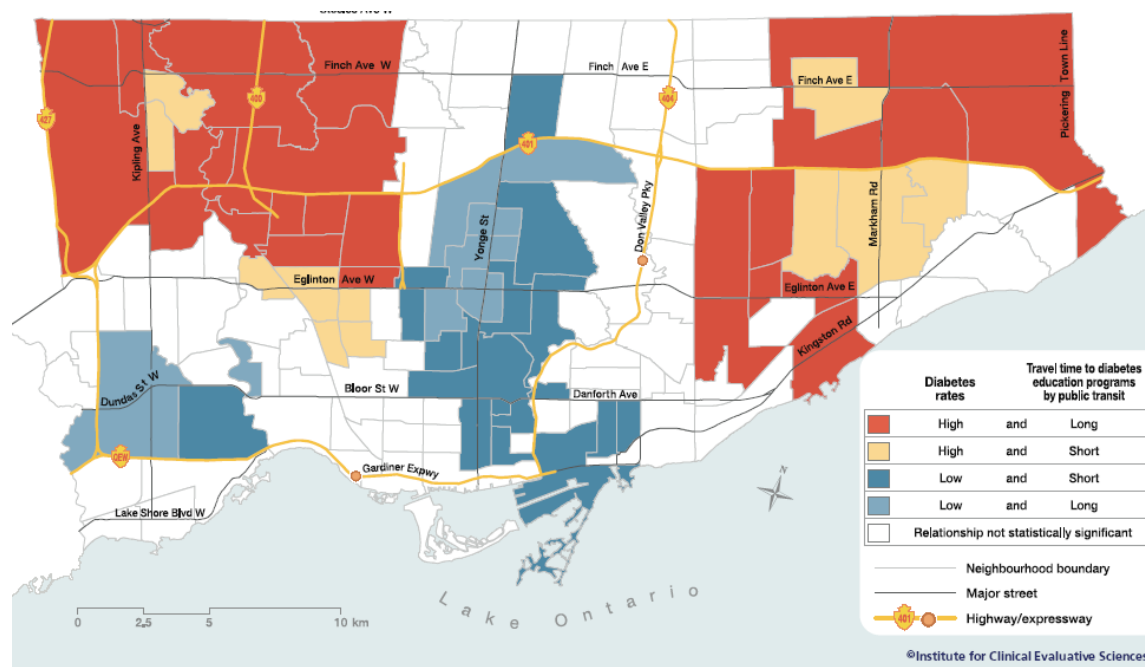 Finch Ave W
Finch Ave E
Finch Ave E
Pickering Town Line
427
400
404
401
Kipling Ave
Yonge St
Don Valley Pky
Markham Rd
Eglinton Ave W
Eglinton Ave E
Kingston Rd
Dundas St W
Bloor St W
Danforth Ave
QEW
Gardiner Expwy
Lake Shore Blvd W
N
Lake Ontario
0 2.5 5 10 km
Diabetes rates
Travel time to diabetes education programs by public transit
High and Long
High and Short
Low and Short
Low and Long
Relationship not statistically significant
Neighbourhood boundary
Major street
401 Highway/expressway
©Institute for Clinical Evaluative Sciences